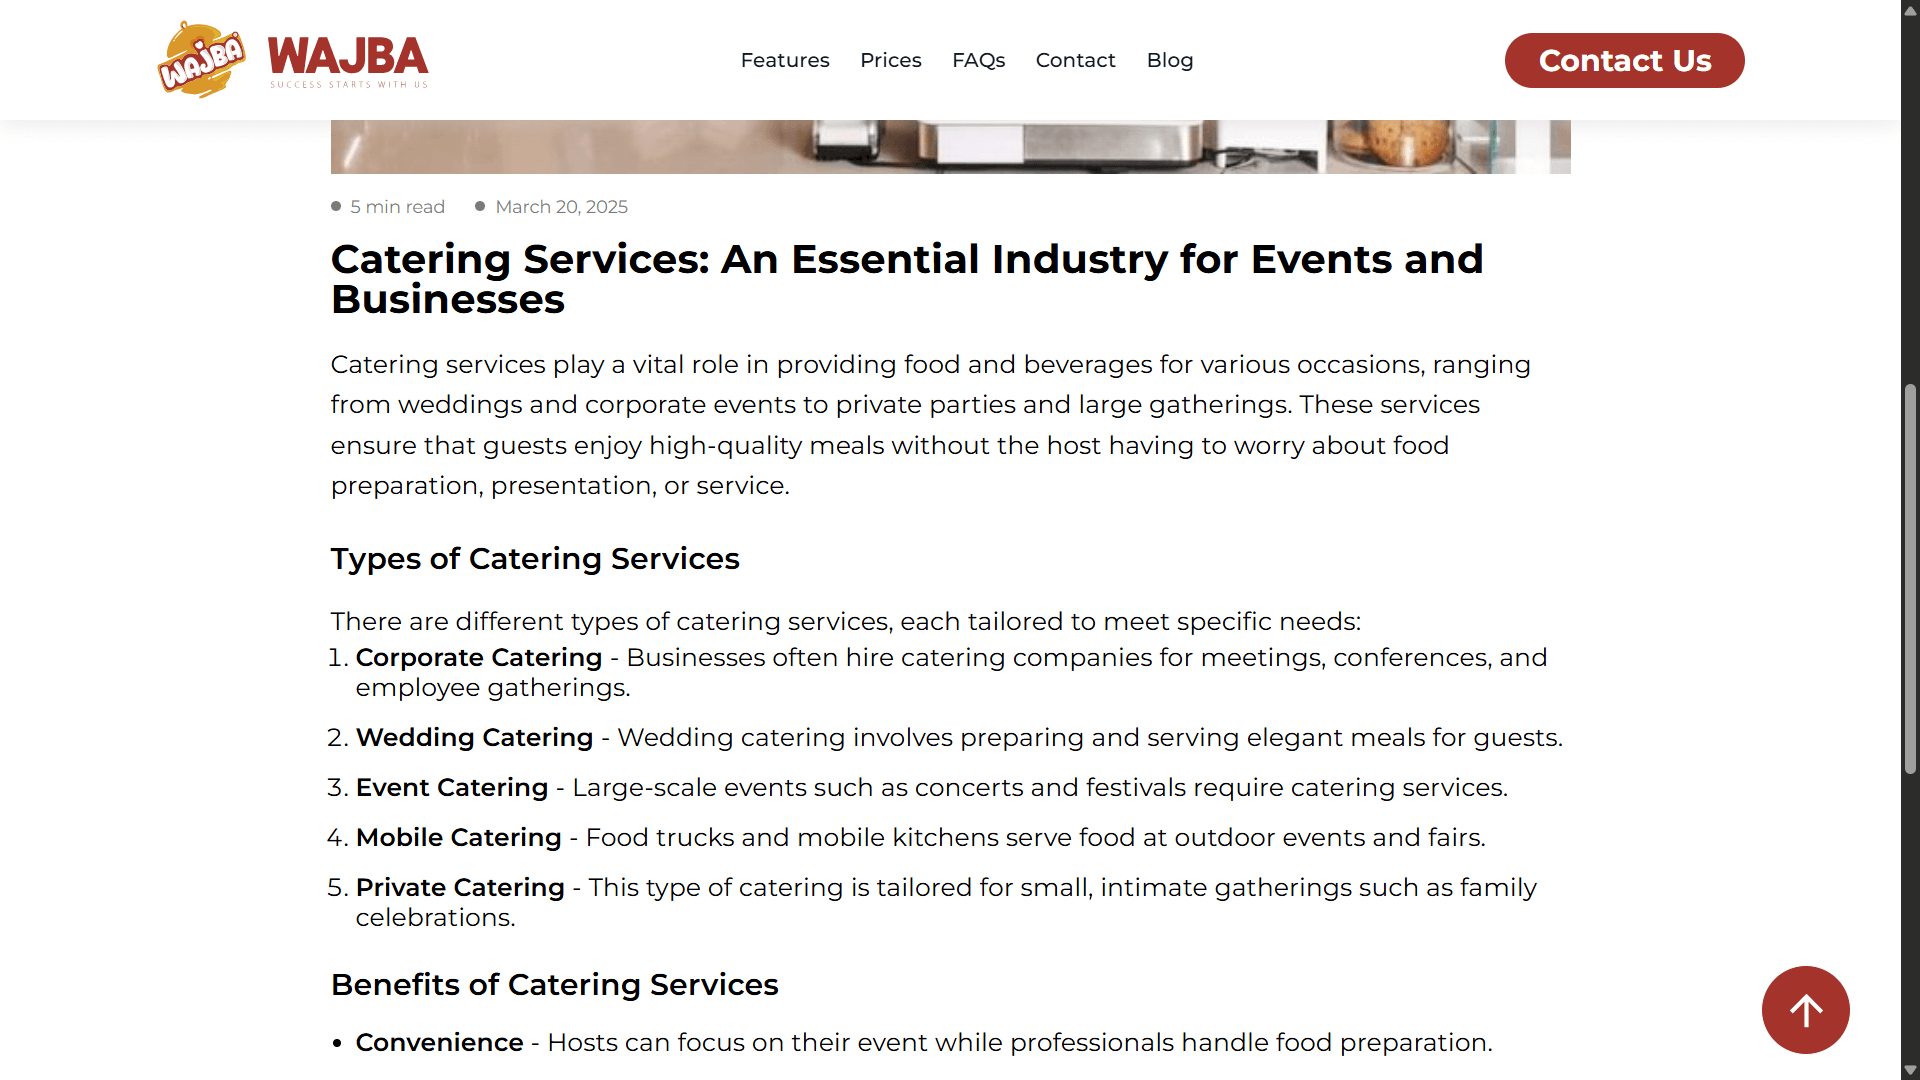 WAJBA
WAJBA
SUCCESS STARTS WITH US
Features
Prices
FAQs
Contact
Blog
Contact Us
5 min read
March 20, 2025
Catering Services: An Essential Industry for Events and
Businesses
Catering services play a vital role in providing food and beverages for various occasions, ranging
from weddings and corporate events to private parties and large gatherings. These services
ensure that guests enjoy high-quality meals without the host having to worry about food
preparation, presentation, or service.
Types of Catering Services
There are different types of catering services, each tailored to meet specific needs:
1. Corporate Catering - Businesses often hire catering companies for meetings, conferences, and
employee gatherings.
2. Wedding Catering - Wedding catering involves preparing and serving elegant meals for guests.
3. Event Catering - Large-scale events such as concerts and festivals require catering services.
4. Mobile Catering - Food trucks and mobile kitchens serve food at outdoor events and fairs.
5. Private Catering - This type of catering is tailored for small, intimate gatherings such as family
celebrations.
Benefits of Catering Services
• Convenience - Hosts can focus on their event while professionals handle food preparation.